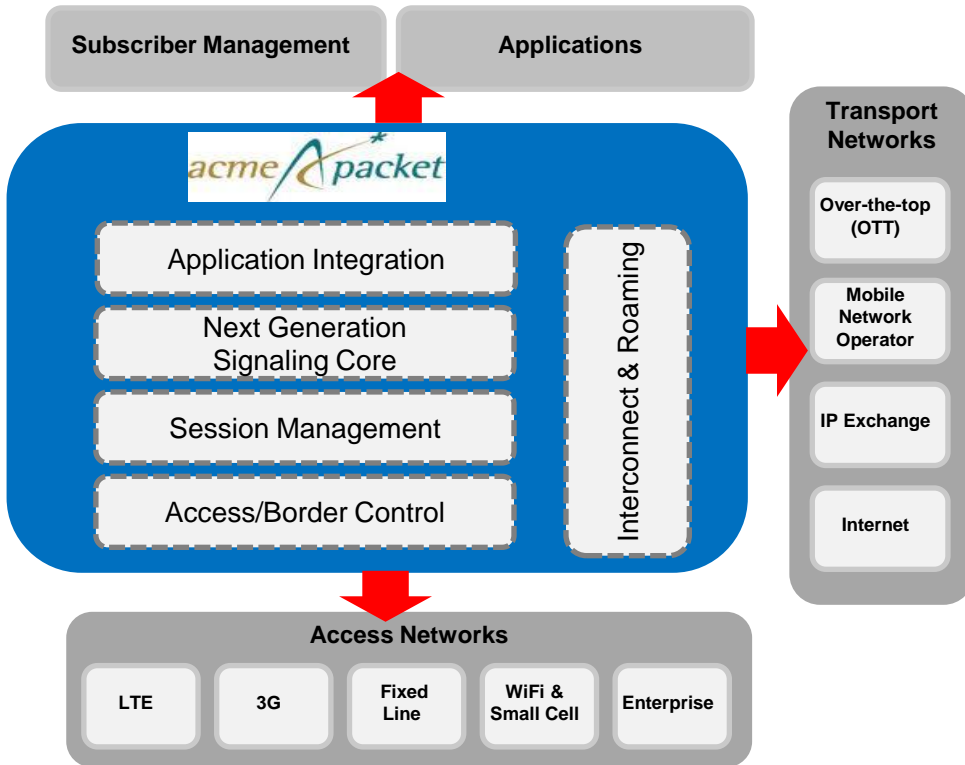 Subscriber Management
Applications
acme packet
Application Integration
Next Generation
Signaling Core
Session Management
Access/Border Control
Interconnect & Roaming
Transport
Networks
Over-the-top
(OTT)
Mobile
Network
Operator
IP Exchange
Internet
Access Networks
LTE
3G
Fixed
Line
WiFi &
Small Cell
Enterprise